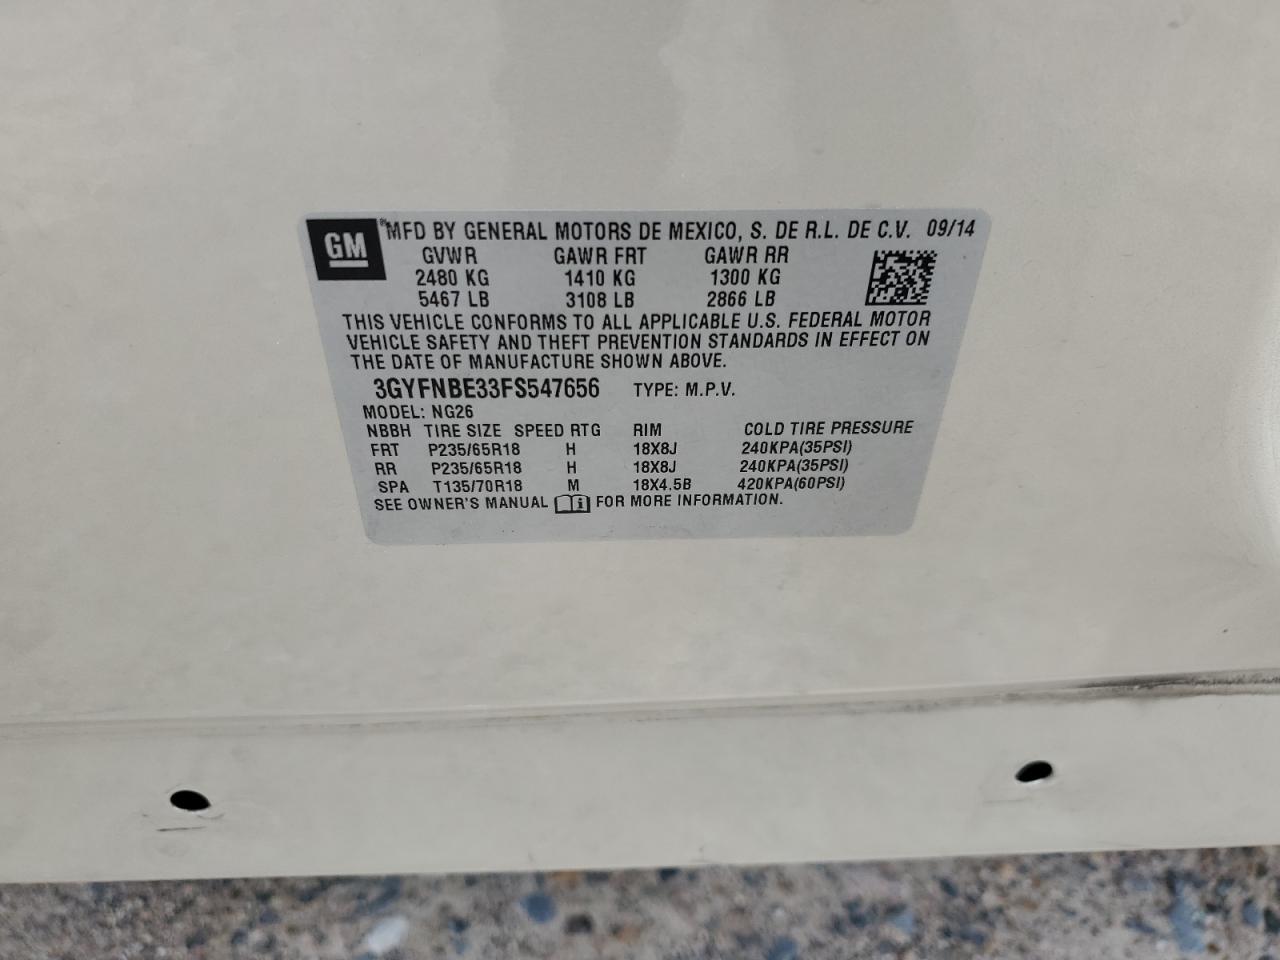 GM ® MFD BY GENERAL MOTORS DE MEXICO, S. DE R.L. DE C.V. 09/14
GVWR GAWR FRT GAWR RR
2480 KG 1410 KG 1300 KG
5467 LB 3108 LB 2866 LB
THIS VEHICLE CONFORMS TO ALL APPLICABLE U.S. FEDERAL MOTOR
VEHICLE SAFETY AND THEFT PREVENTION STANDARDS IN EFFECT ON
THE DATE OF MANUFACTURE SHOWN ABOVE.
3GYFNBE33FS547656 TYPE: M.P.V.
MODEL: NG26
NBBH TIRE SIZE SPEED RTG RIM COLD TIRE PRESSURE
FRT P235/65R18 H 18X8J 240KPA(35PSI)
RR P235/65R18 H 18X8J 240KPA(35PSI)
SPA T135/70R18 M 18X4.5B 420KPA(60PSI)
SEE OWNER'S MANUAL i FOR MORE INFORMATION.